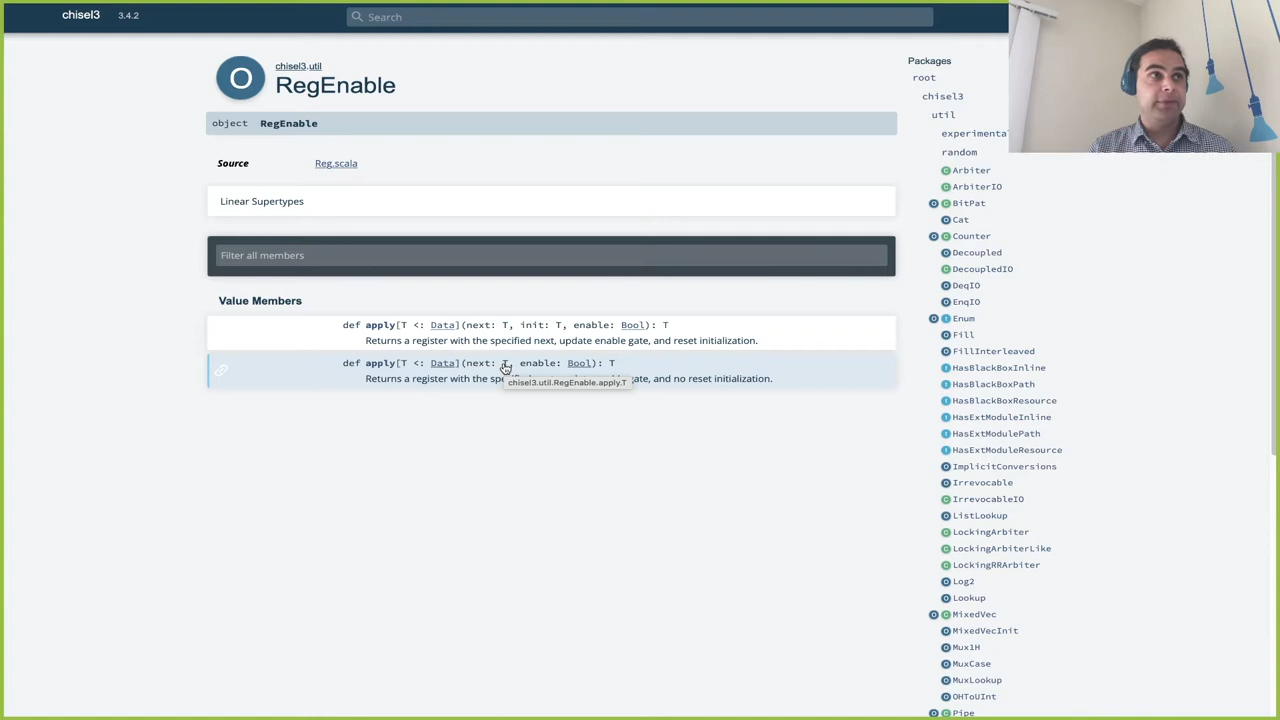 chisel3 3.4.2
Search
O
chisel3.util
RegEnable
object RegEnable
Source Reg.scala
Linear Supertypes
Filter all members
Value Members
def apply[T <: Data](next: T, init: T, enable: Bool): T
Returns a register with the specified next, update enable gate, and reset initialization.
def apply[T <: Data](next: T, enable: Bool): T
Returns a register with the gate, and no reset initialization.
chisel3.util.RegEnable.apply.T
Packages
root
chisel3
util
experimenta
random
Arbiter
ArbiterIO
BitPat
Cat
Counter
Decoupled
DecoupledIO
DeqIO
EnqIO
Enum
Fill
FillInterleaved
HasBlackBoxInline
HasBlackBoxPath
HasBlackBoxResource
HasExtModuleInline
HasExtModulePath
HasExtModuleResource
ImplicitConversions
Irrevocable
IrrevocableIO
ListLookup
LockingArbiter
LockingArbiterLike
LockingRRArbiter
Log2
Lookup
MixedVec
MixedVecInit
Mux1H
MuxCase
MuxLookup
OHToUInt
Pipe